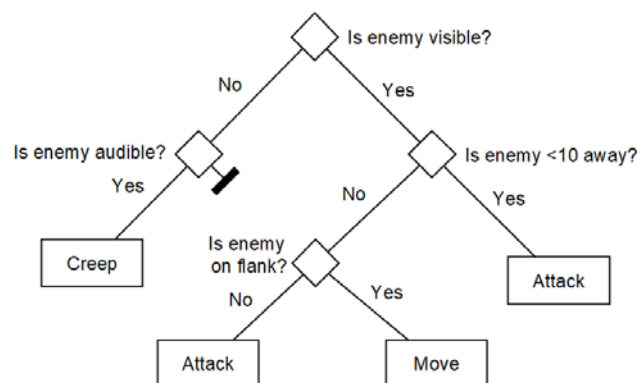 Is enemy visible?
No
Yes
Is enemy audible?
Is enemy <10 away?
Yes
No
Yes
Creep
Is enemy
on flank?
Attack
No
Yes
Attack
Move